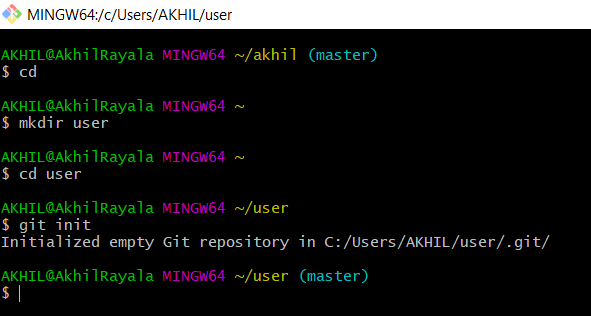 MINGW64:/c/Users/AKHIL/user
AKHIL@AkhilRayala MINGW64 ~/akhil (master)
$ cd
AKHIL@AkhilRayala MINGW64 ~
$ mkdir user
AKHIL@AkhilRayala MINGW64 ~
$ cd user
AKHIL@AkhilRayala MINGW64 ~/user
$ git init
Initialized empty Git repository in C:/Users/AKHIL/user/.git/
AKHIL@AkhilRayala MINGW64 ~/user (master)
$